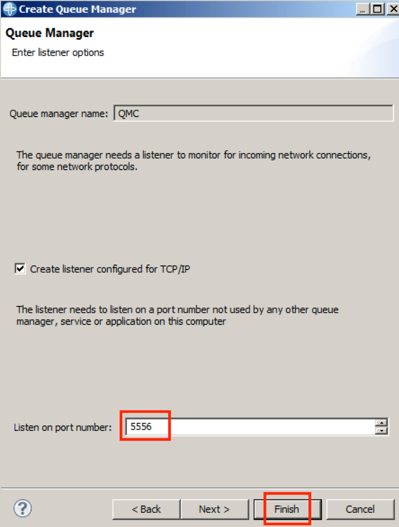 Create Queue Manager
Queue Manager
Enter listener options
Queue manager name: QMC
The queue manager needs a listener to monitor for incoming network connections,
for some network protocols.
Create listener configured for TCP/IP
The listener needs to listen on a port number not used by any other queue
manager, service or application on this computer
Listen on port number: 5556
? < Back Next > Finish Cancel